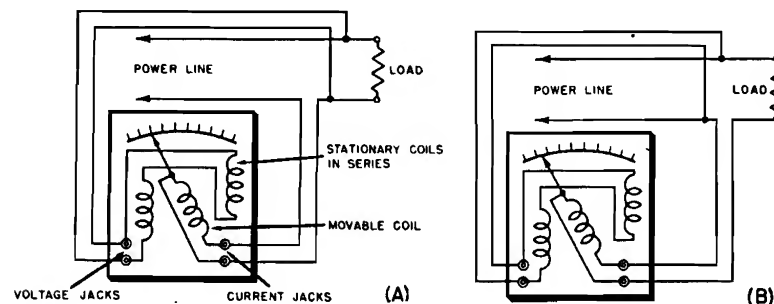 POWER LINE
LOAD
STATIONARY COILS
IN SERIES
MOVABLE COIL
VOLTAGE JACKS
CURRENT JACKS
(A)
POWER LINE
LOAD
(B)